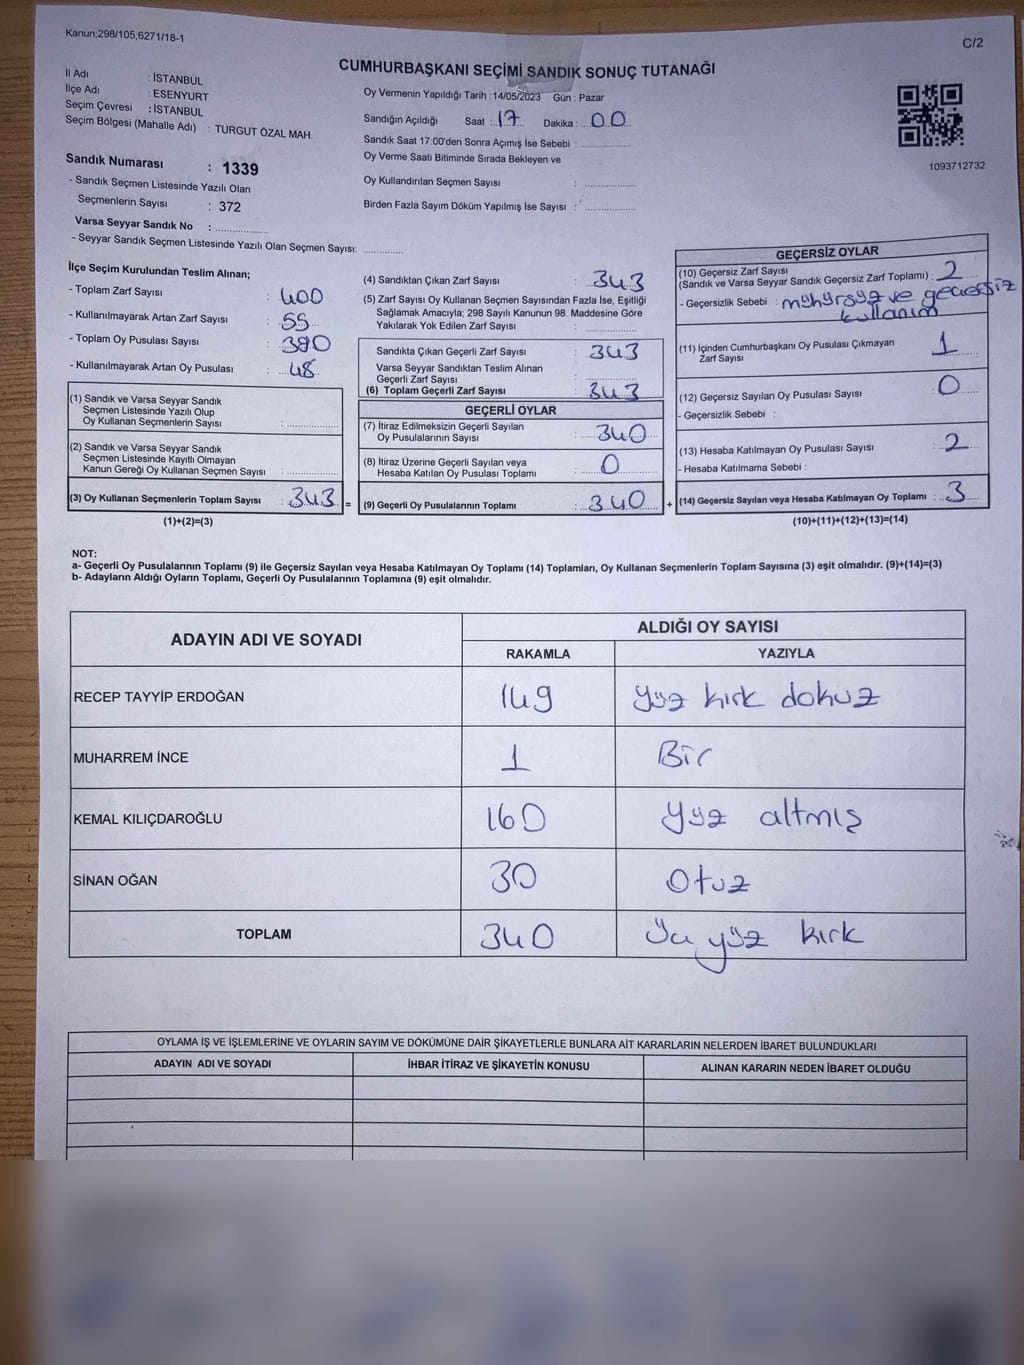 Kanun;298/105;6271/18-1
C/2
CUMHURBAŞKANI SEÇİMİ SANDIK SONUÇ TUTANAĞI
İl Adı : İSTANBUL
İlçe Adı : ESENYURT
Seçim Çevresi : İSTANBUL
Seçim Bölgesi (Mahalle Adı) : TURGUT ÖZAL MAH.
Sandık Numarası : 1339
- Sandık Seçmen Listesinde Yazılı Olan
Seçmenlerin Sayısı : 372
Varsa Seyyar Sandık No :
- Seyyar Sandık Seçmen Listesinde Yazılı Olan Seçmen Sayısı:
Oy Vermenin Yapıldığı Tarih : 14/05/2023 Gün : Pazar
Sandığın Açıldığı Saat : 17 Dakika : 00
Sandık Saat 17:00'den Sonra Açımış İse Sebebi :
Oy Verme Saati Bitiminde Sırada Bekleyen ve
Oy Kullandırılan Seçmen Sayısı :
Birden Fazla Sayım Döküm Yapılmış İse Sayısı :
1093712732
İlçe Seçim Kurulundan Teslim Alınan;
- Toplam Zarf Sayısı : 400
- Kullanılmayarak Artan Zarf Sayısı : 55
- Toplam Oy Pusulası Sayısı : 390
- Kullanılmayarak Artan Oy Pusulası : 48
(1) Sandık ve Varsa Seyyar Sandık
Seçmen Listesinde Yazılı Olup
Oy Kullanan Seçmenlerin Sayısı :
(2) Sandık ve Varsa Seyyar Sandık
Seçmen Listesinde Kayıtlı Olmayan
Kanun Gereği Oy Kullanan Seçmen Sayısı :
(3) Oy Kullanan Seçmenlerin Toplam Sayısı : 343 =
(1)+(2)=(3)
(4) Sandıktan Çıkan Zarf Sayısı : 343
(5) Zarf Sayısı Oy Kullanan Seçmen Sayısından Fazla İse, Eşitliği
Sağlamak Amacıyla; 298 Sayılı Kanunun 98. Maddesine Göre
Yakılarak Yok Edilen Zarf Sayısı :
Sandıkta Çıkan Geçerli Zarf Sayısı : 343
Varsa Seyyar Sandıktan Teslim Alınan
Geçerli Zarf Sayısı :
(6) Toplam Geçerli Zarf Sayısı : 343
GEÇERLİ OYLAR
(7) İtiraz Edilmeksizin Geçerli Sayılan
Oy Pusulalarının Sayısı : 340
(8) İtiraz Üzerine Geçerli Sayılan veya
Hesaba Katılan Oy Pusulası Toplamı : 0
(9) Geçerli Oy Pusulalarının Toplamı : 340 +
GEÇERSİZ OYLAR
(10) Geçersiz Zarf Sayısı
(Sandık ve Varsa Seyyar Sandık Geçersiz Zarf Toplamı) : 2
- Geçersizlik Sebebi : mühürsüz ve geçersiz
kullanım
(11) İçinden Cumhurbaşkanı Oy Pusulası Çıkmayan
Zarf Sayısı : 1
(12) Geçersiz Sayılan Oy Pusulası Sayısı : 0
- Geçersizlik Sebebi :
(13) Hesaba Katılmayan Oy Pusulası Sayısı : 2
- Hesaba Katılmama Sebebi :
(14) Geçersiz Sayılan veya Hesaba Katılmayan Oy Toplamı : 3
(10)+(11)+(12)+(13)=(14)
NOT:
a- Geçerli Oy Pusulalarının Toplamı (9) ile Geçersiz Sayılan veya Hesaba Katılmayan Oy Toplamı (14) Toplamları, Oy Kullanan Seçmenlerin Toplam Sayısına (3) eşit olmalıdır. (9)+(14)=(3)
b- Adayların Aldığı Oyların Toplamı, Geçerli Oy Pusulalarının Toplamına (9) eşit olmalıdır.
ADAYIN ADI VE SOYADI ALDIĞI OY SAYISI
RAKAMLA YAZIYLA
RECEP TAYYİP ERDOĞAN 149 yüz kırk dokuz
MUHARREM İNCE 1 Bir
KEMAL KILIÇDAROĞLU 160 Yüz altmış
SİNAN OĞAN 30 Otuz
TOPLAM 340 Üç yüz kırk
OYLAMA İŞ VE İŞLEMLERİNE VE OYLARIN SAYIM VE DÖKÜMÜNE DAİR ŞİKAYETLERLE BUNLARA AİT KARARLARIN NELERDEN İBARET BULUNDUKLARI
ADAYIN ADI VE SOYADI İHBAR İTİRAZ VE ŞİKAYETİN KONUSU ALINAN KARARIN NEDEN İBARET OLDUĞU